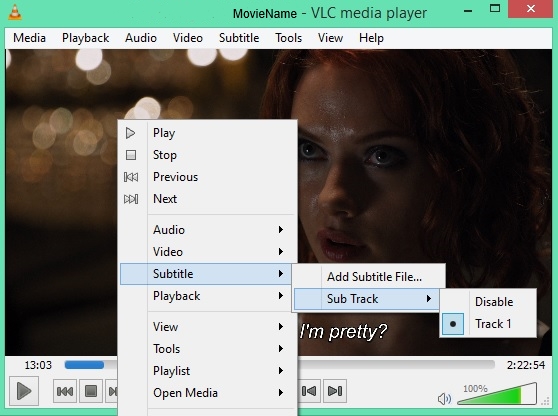 MovieName - VLC media player
Media Playback Audio Video Subtitle Tools View Help
Play
Stop
Previous
Next
Audio
Video
Subtitle
Playback
View
Tools
Playlist
Open Media
Add Subtitle File...
Sub Track
Disable
Track 1
I'm pretty?
13:03
2:22:54
100%